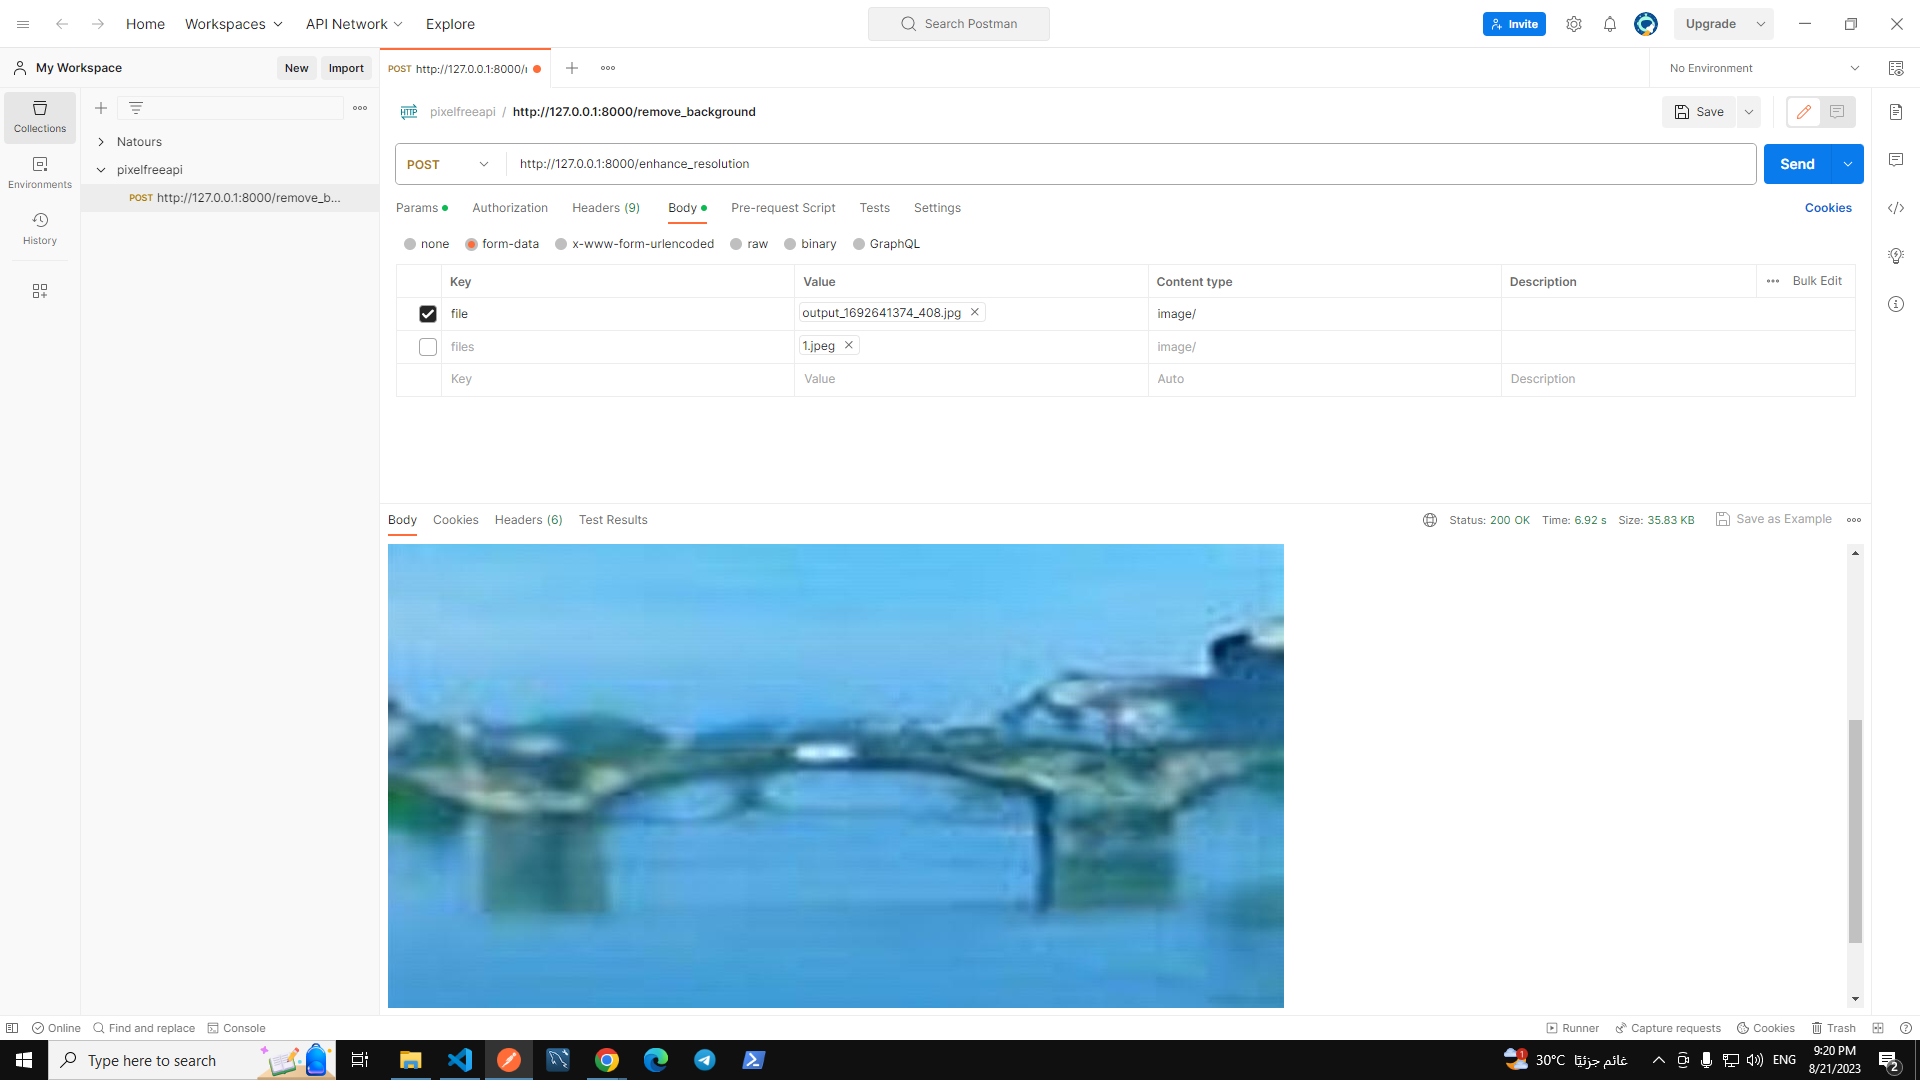 Home Workspaces API Network Explore Search Postman Invite Upgrade
My Workspace New Import POST http://127.0.0.1:8000/ No Environment
Collections
Environments
History
Natours
pixelfreeapi
POST http://127.0.0.1:8000/remove_b...
HTTP pixelfreeapi / http://127.0.0.1:8000/remove_background Save
POST http://127.0.0.1:8000/enhance_resolution Send
Params Authorization Headers (9) Body Pre-request Script Tests Settings Cookies
none form-data x-www-form-urlencoded raw binary GraphQL
Key Value Content type Description Bulk Edit
file output_1692641374_408.jpg image/
files 1.jpeg image/
Key Value Auto Description
Body Cookies Headers (6) Test Results Status: 200 OK Time: 6.92 s Size: 35.83 KB Save as Example
Online Find and replace Console Runner Capture requests Cookies Trash
Type here to search 1 30°C غائم جزئيًا ENG 9:20 PM
8/21/2023 2